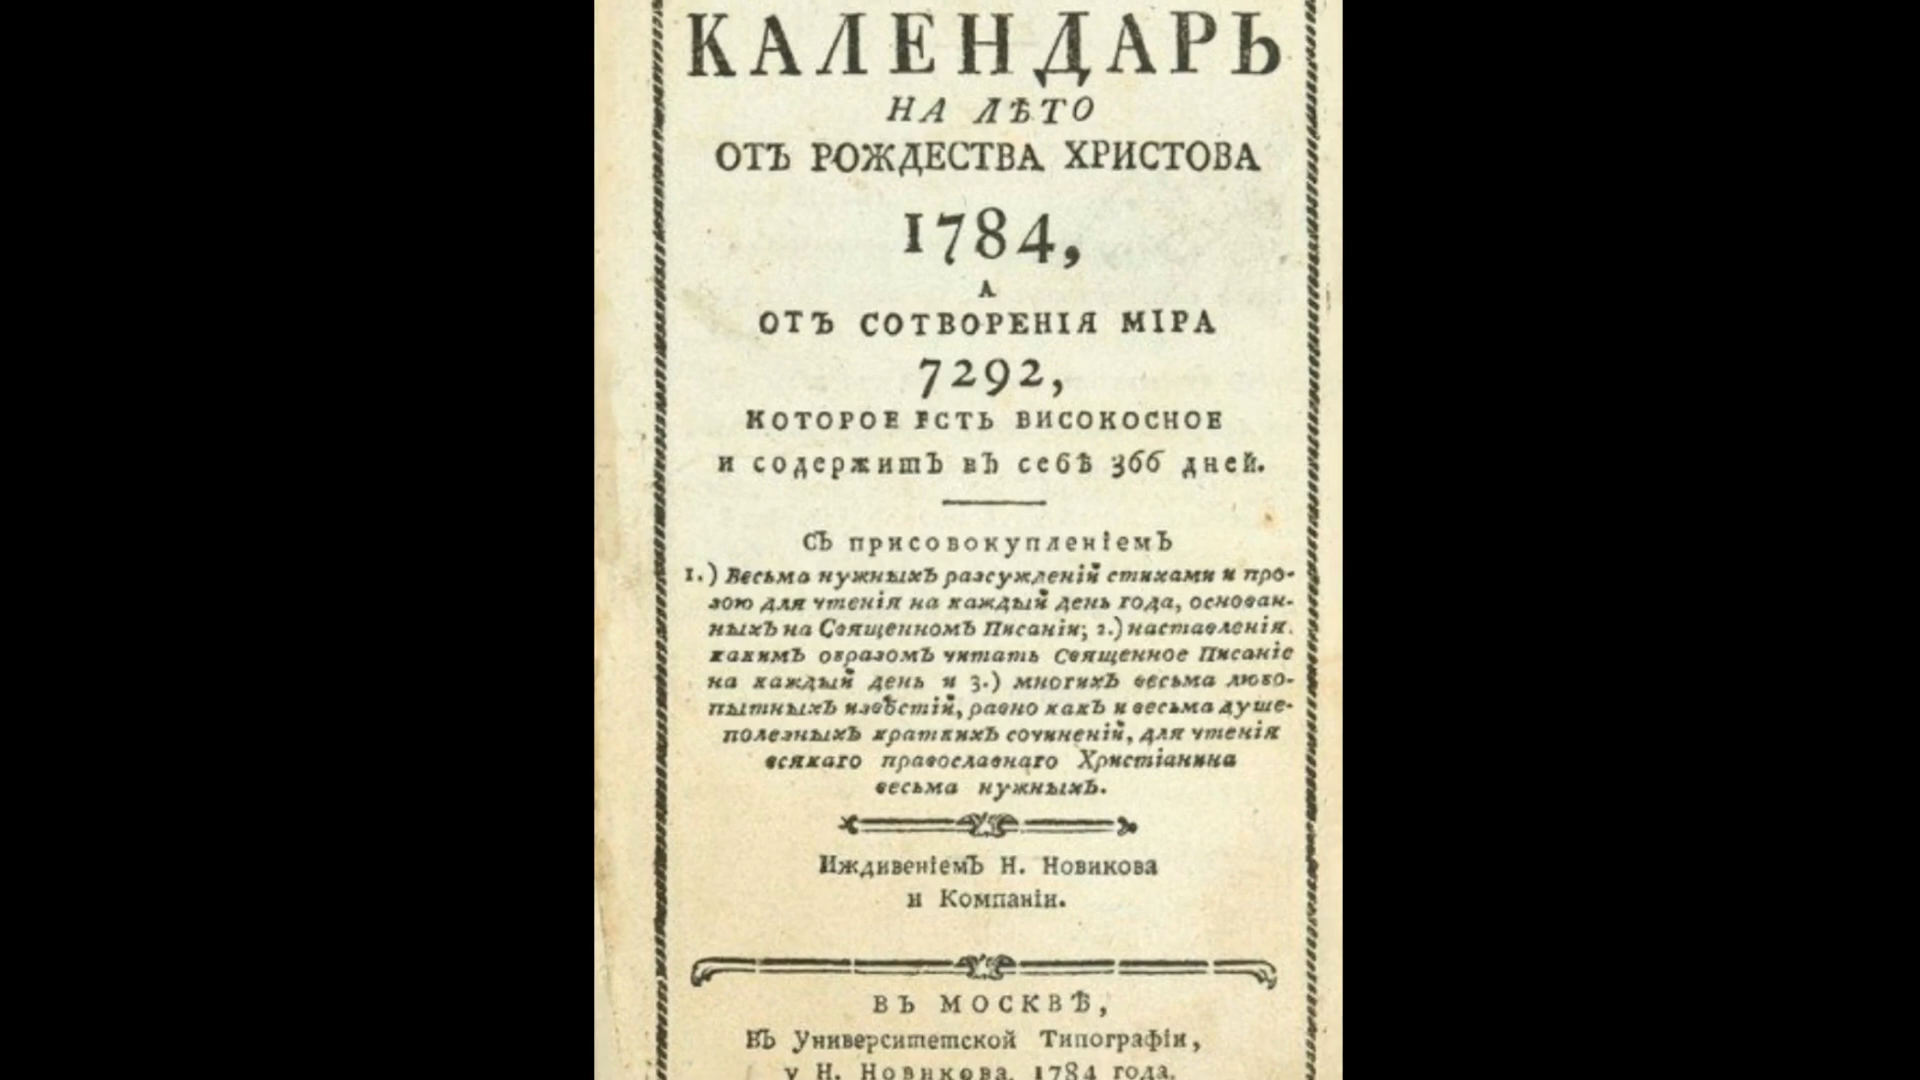 КАЛЕНДАРЬ
НА ЛѢТО
ОТЪ РОЖДЕСТВА ХРИСТОВА
1784,
А
ОТЪ СОТВОРЕНІЯ МІРА
7292,
КОТОРОЕ ЕСТЬ ВИСОКОСНОЕ
и содержитъ въ себѣ 366 дней.
Съ присовокупленіемъ
1.) Весьма нужныхъ разсужденій стихами и про-
зою для чтенія на каждый день года, основан-
ныхъ на Священномъ Писаніи; 2.) наставленія.
какимъ образомъ читать Священное Писаніе
на каждый день и 3.) многихъ весьма любо-
пытныхъ извѣстій, равно какъ и весьма душе-
полезныхъ краткихъ сочиненій, для чтенія
всякаго православнаго Христіанина
весьма нужныхъ.
Иждивеніемъ Н. Новикова
и Компаніи.
ВЪ МОСКВѢ,
Въ Университетской Типографіи,
у Н. Новикова, 1784 года.